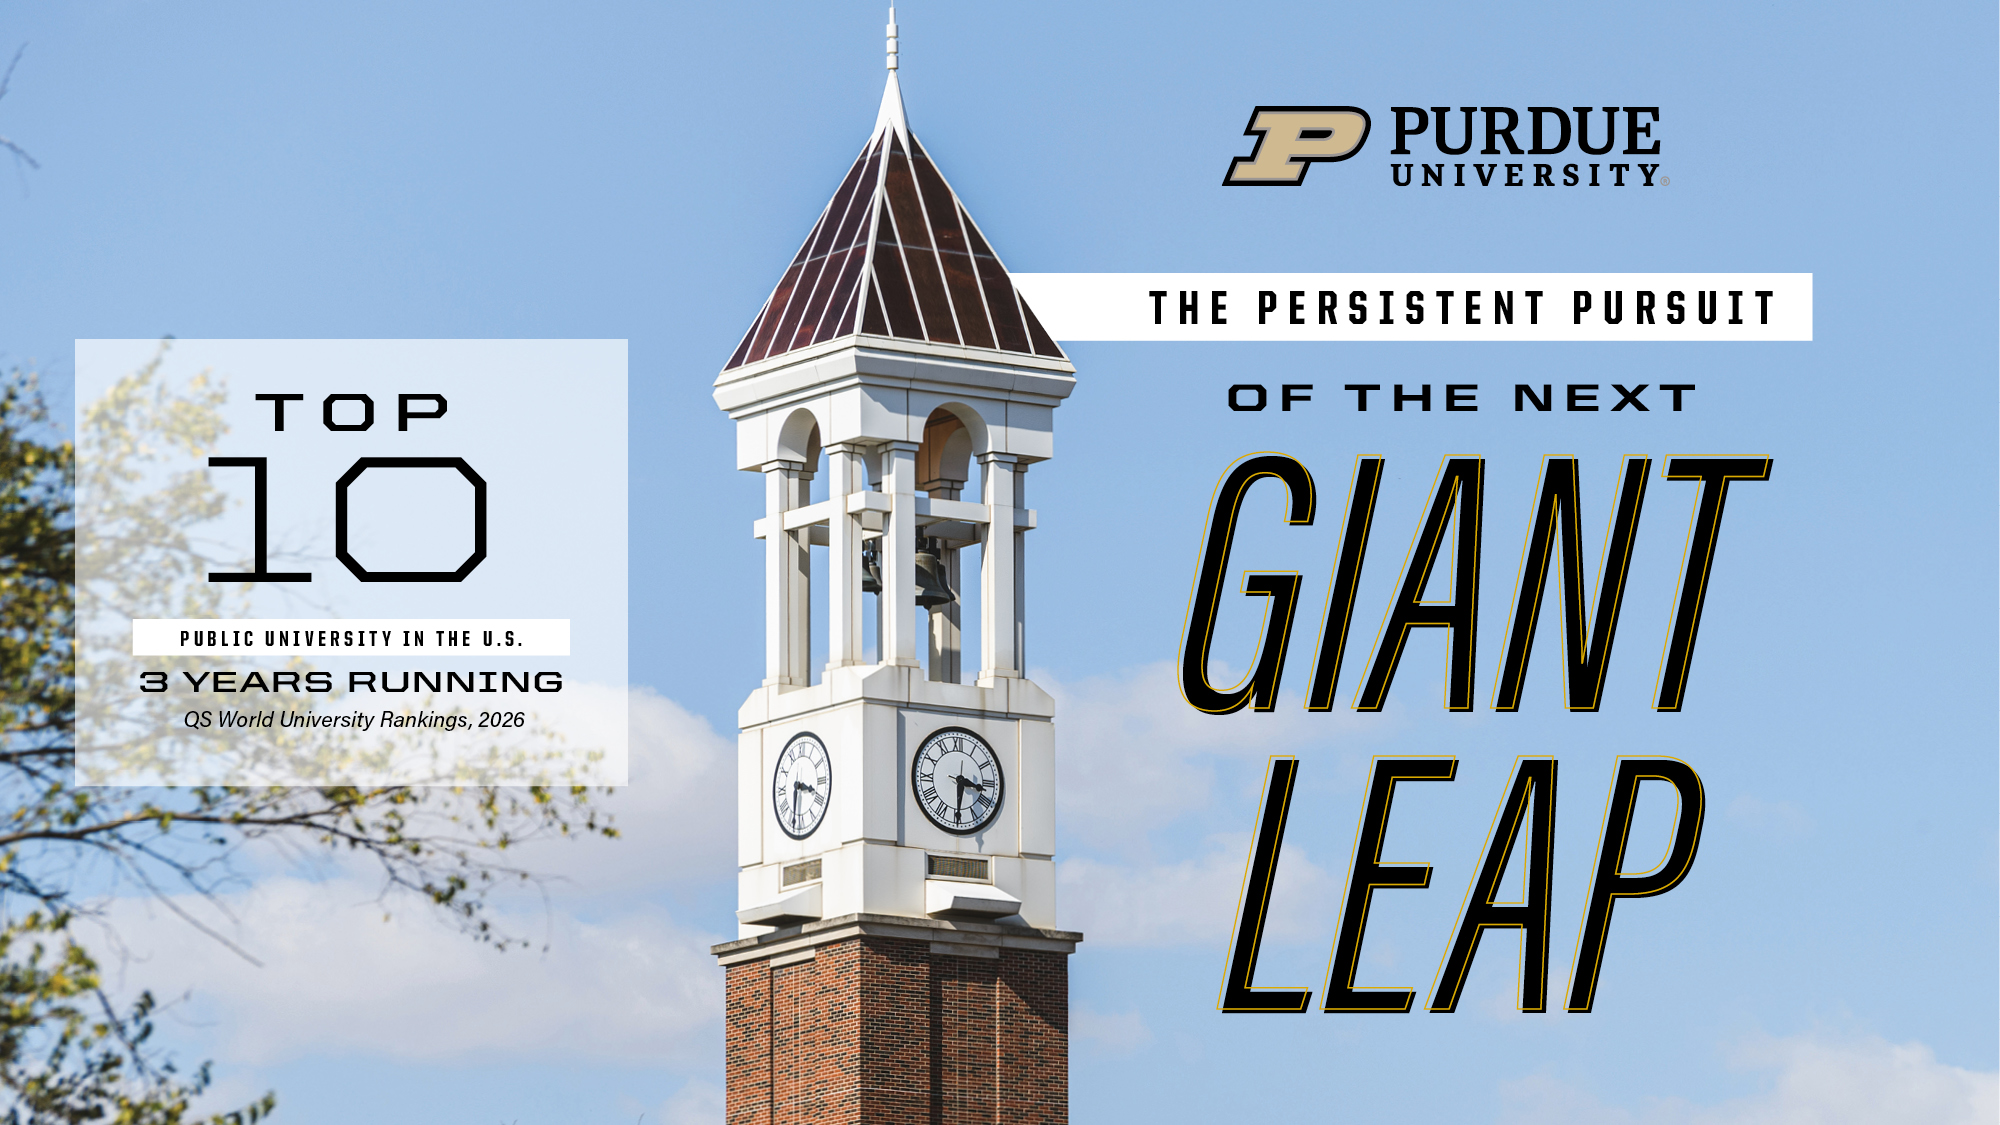 PURDUE
UNIVERSITY®
THE PERSISTENT PURSUIT
OF THE NEXT
GIANT
LEAP
TOP
10
PUBLIC UNIVERSITY IN THE U.S.
3 YEARS RUNNING
QS World University Rankings, 2026